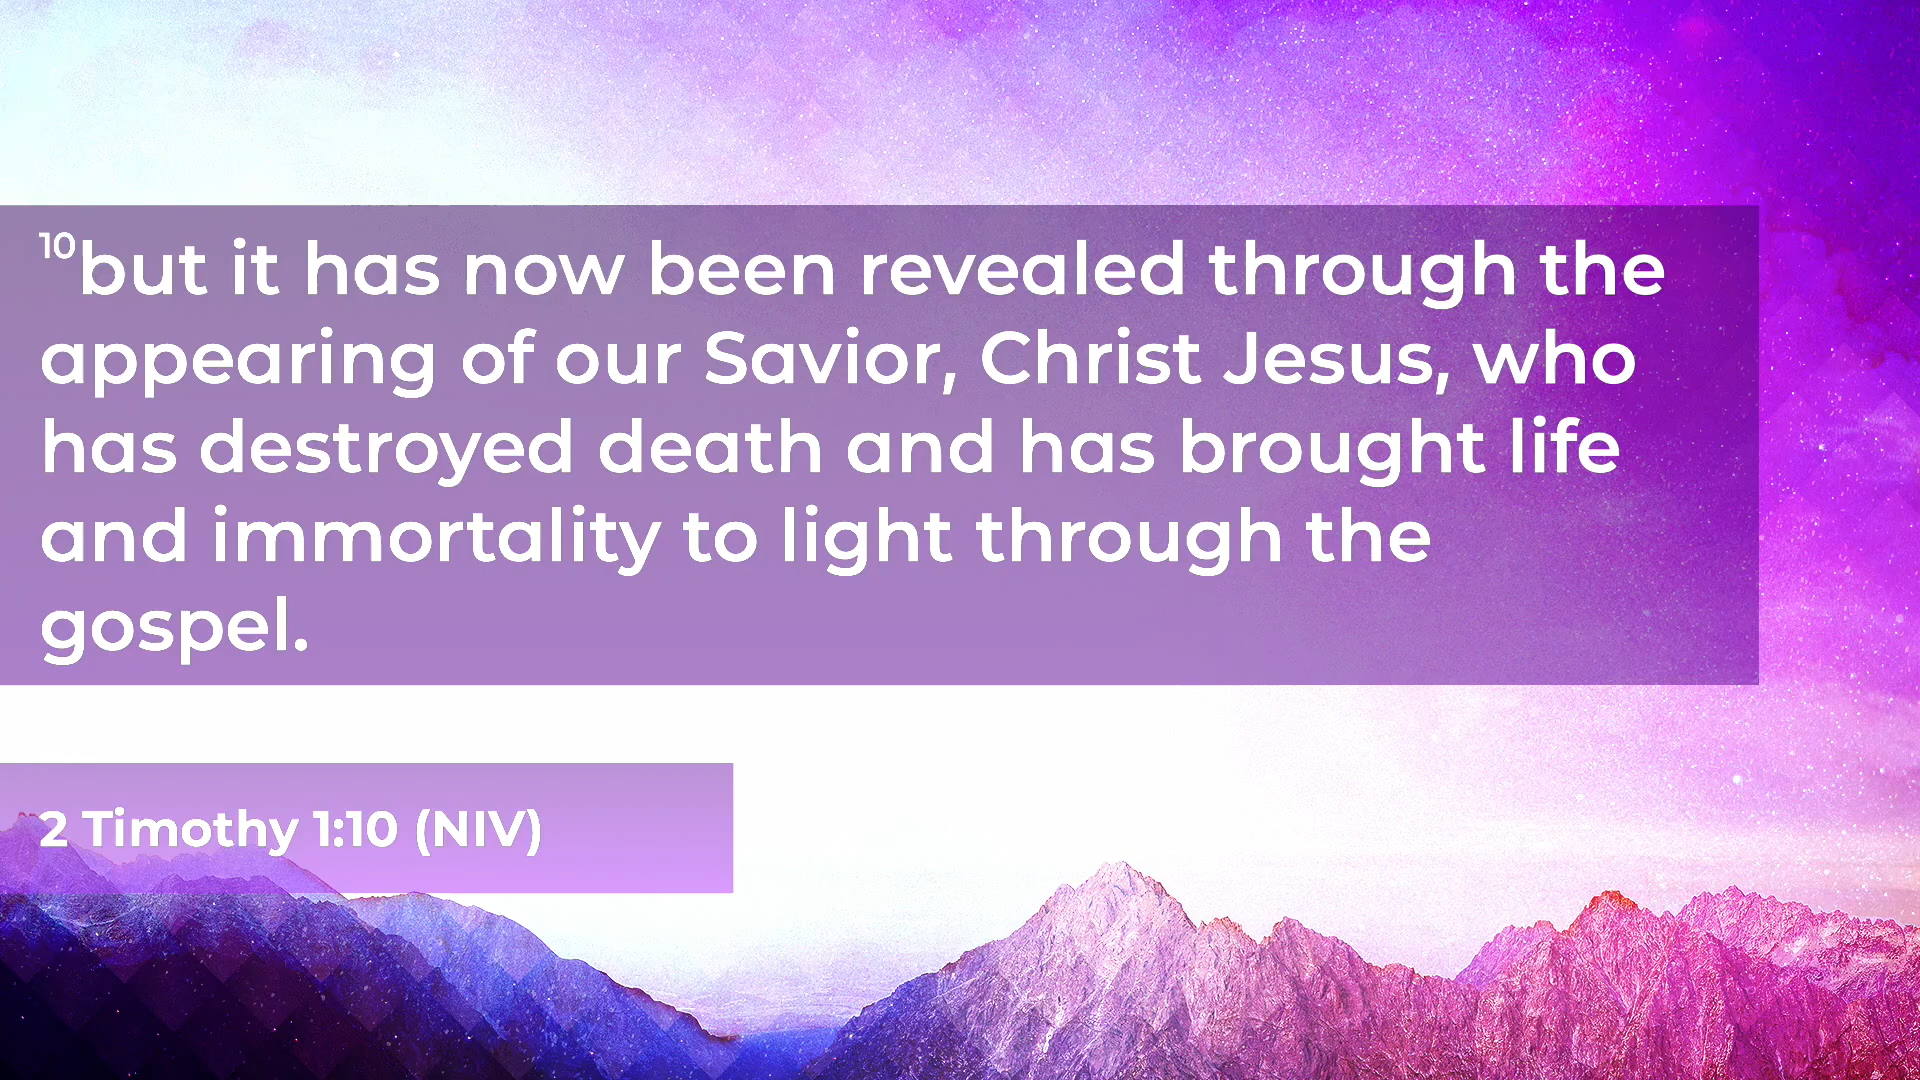 10but it has now been revealed through the
appearing of our Savior, Christ Jesus, who
has destroyed death and has brought life
and immortality to light through the
gospel.
2 Timothy 1:10 (NIV)